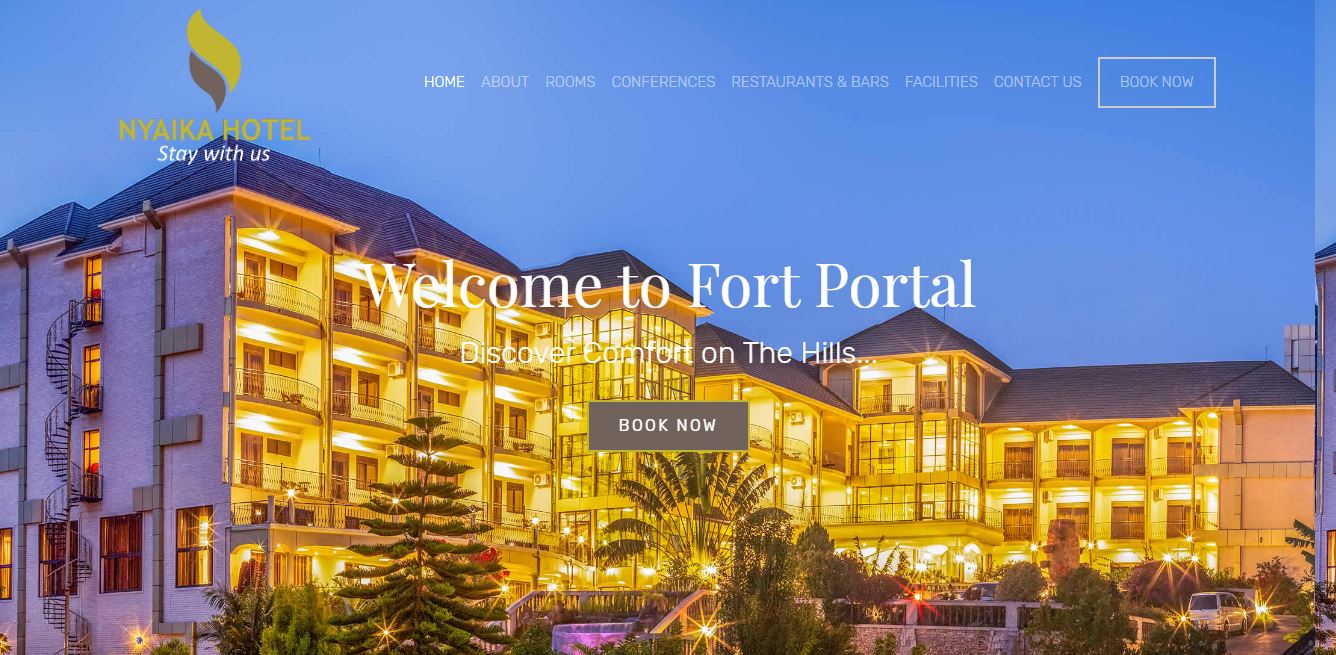 NYAIKA HOTEL
Stay with us
HOME ABOUT ROOMS CONFERENCES RESTAURANTS & BARS FACILITIES CONTACT US BOOK NOW
Welcome to Fort Portal
Discover Comfort on The Hills...
BOOK NOW